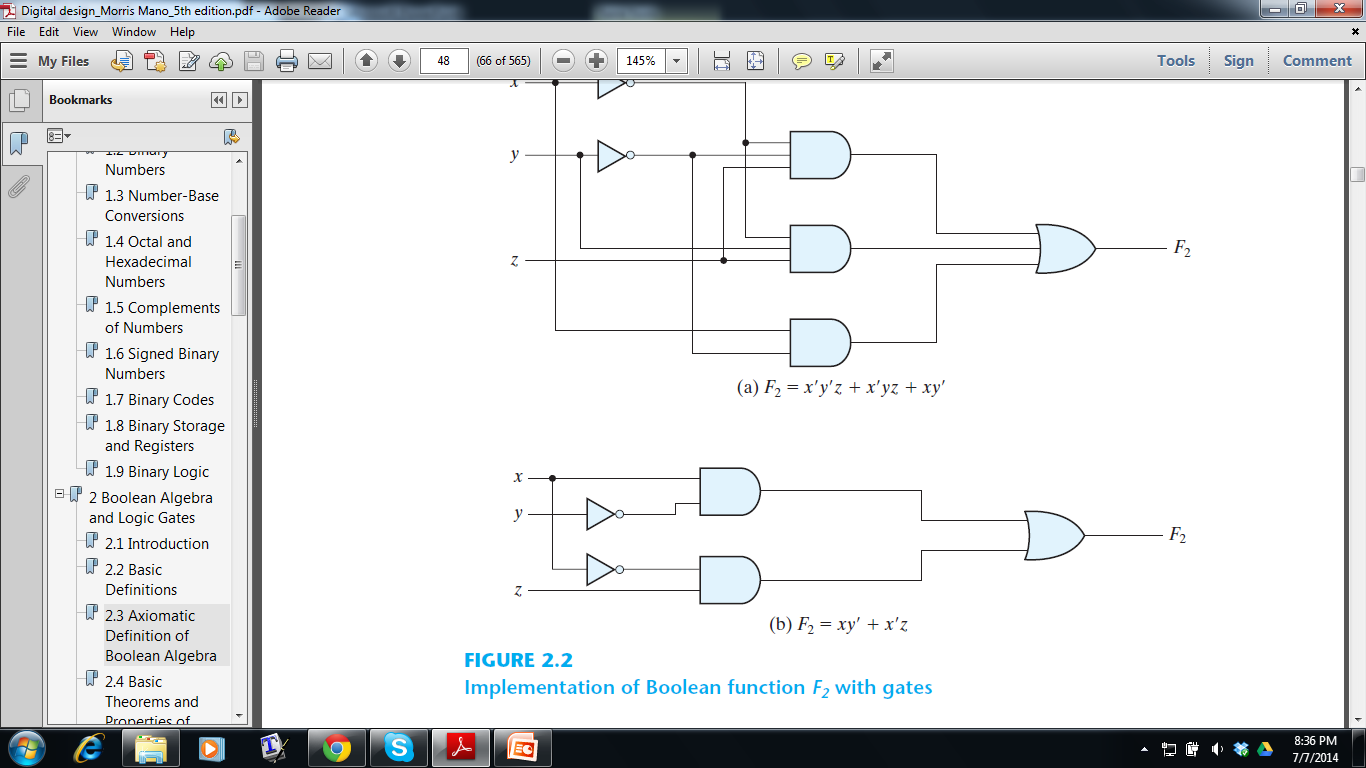 Digital design_Morris Mano_5th edition.pdf - Adobe Reader
File Edit View Window Help
My Files
48
(66 of 565)
145%
Tools Sign Comment
Bookmarks
1.2 Binary
Numbers
1.3 Number-Base
Conversions
1.4 Octal and
Hexadecimal
Numbers
1.5 Complements
of Numbers
1.6 Signed Binary
Numbers
1.7 Binary Codes
1.8 Binary Storage
and Registers
1.9 Binary Logic
2 Boolean Algebra
and Logic Gates
2.1 Introduction
2.2 Basic
Definitions
2.3 Axiomatic
Definition of
Boolean Algebra
2.4 Basic
Theorems and
Properties of
x
y
z
F₂
(a) F₂ = x′y′z + x′yz + xy′
x
y
z
F₂
(b) F₂ = xy′ + x′z
FIGURE 2.2
Implementation of Boolean function F₂ with gates
8:36 PM
7/7/2014